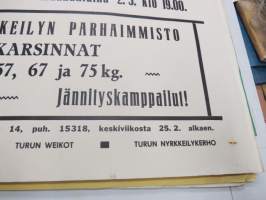 2.3. klo 19.00.
KEILYN PARHAIMMISTO
KARSINNAT
57, 67 ja 75 kg.
Jännityskamppailut!
14, puh. 15318, keskiviikosta 25.2. alkaen.
TURUN WEIKOT ■ TURUN NYRKKEILYKERHO